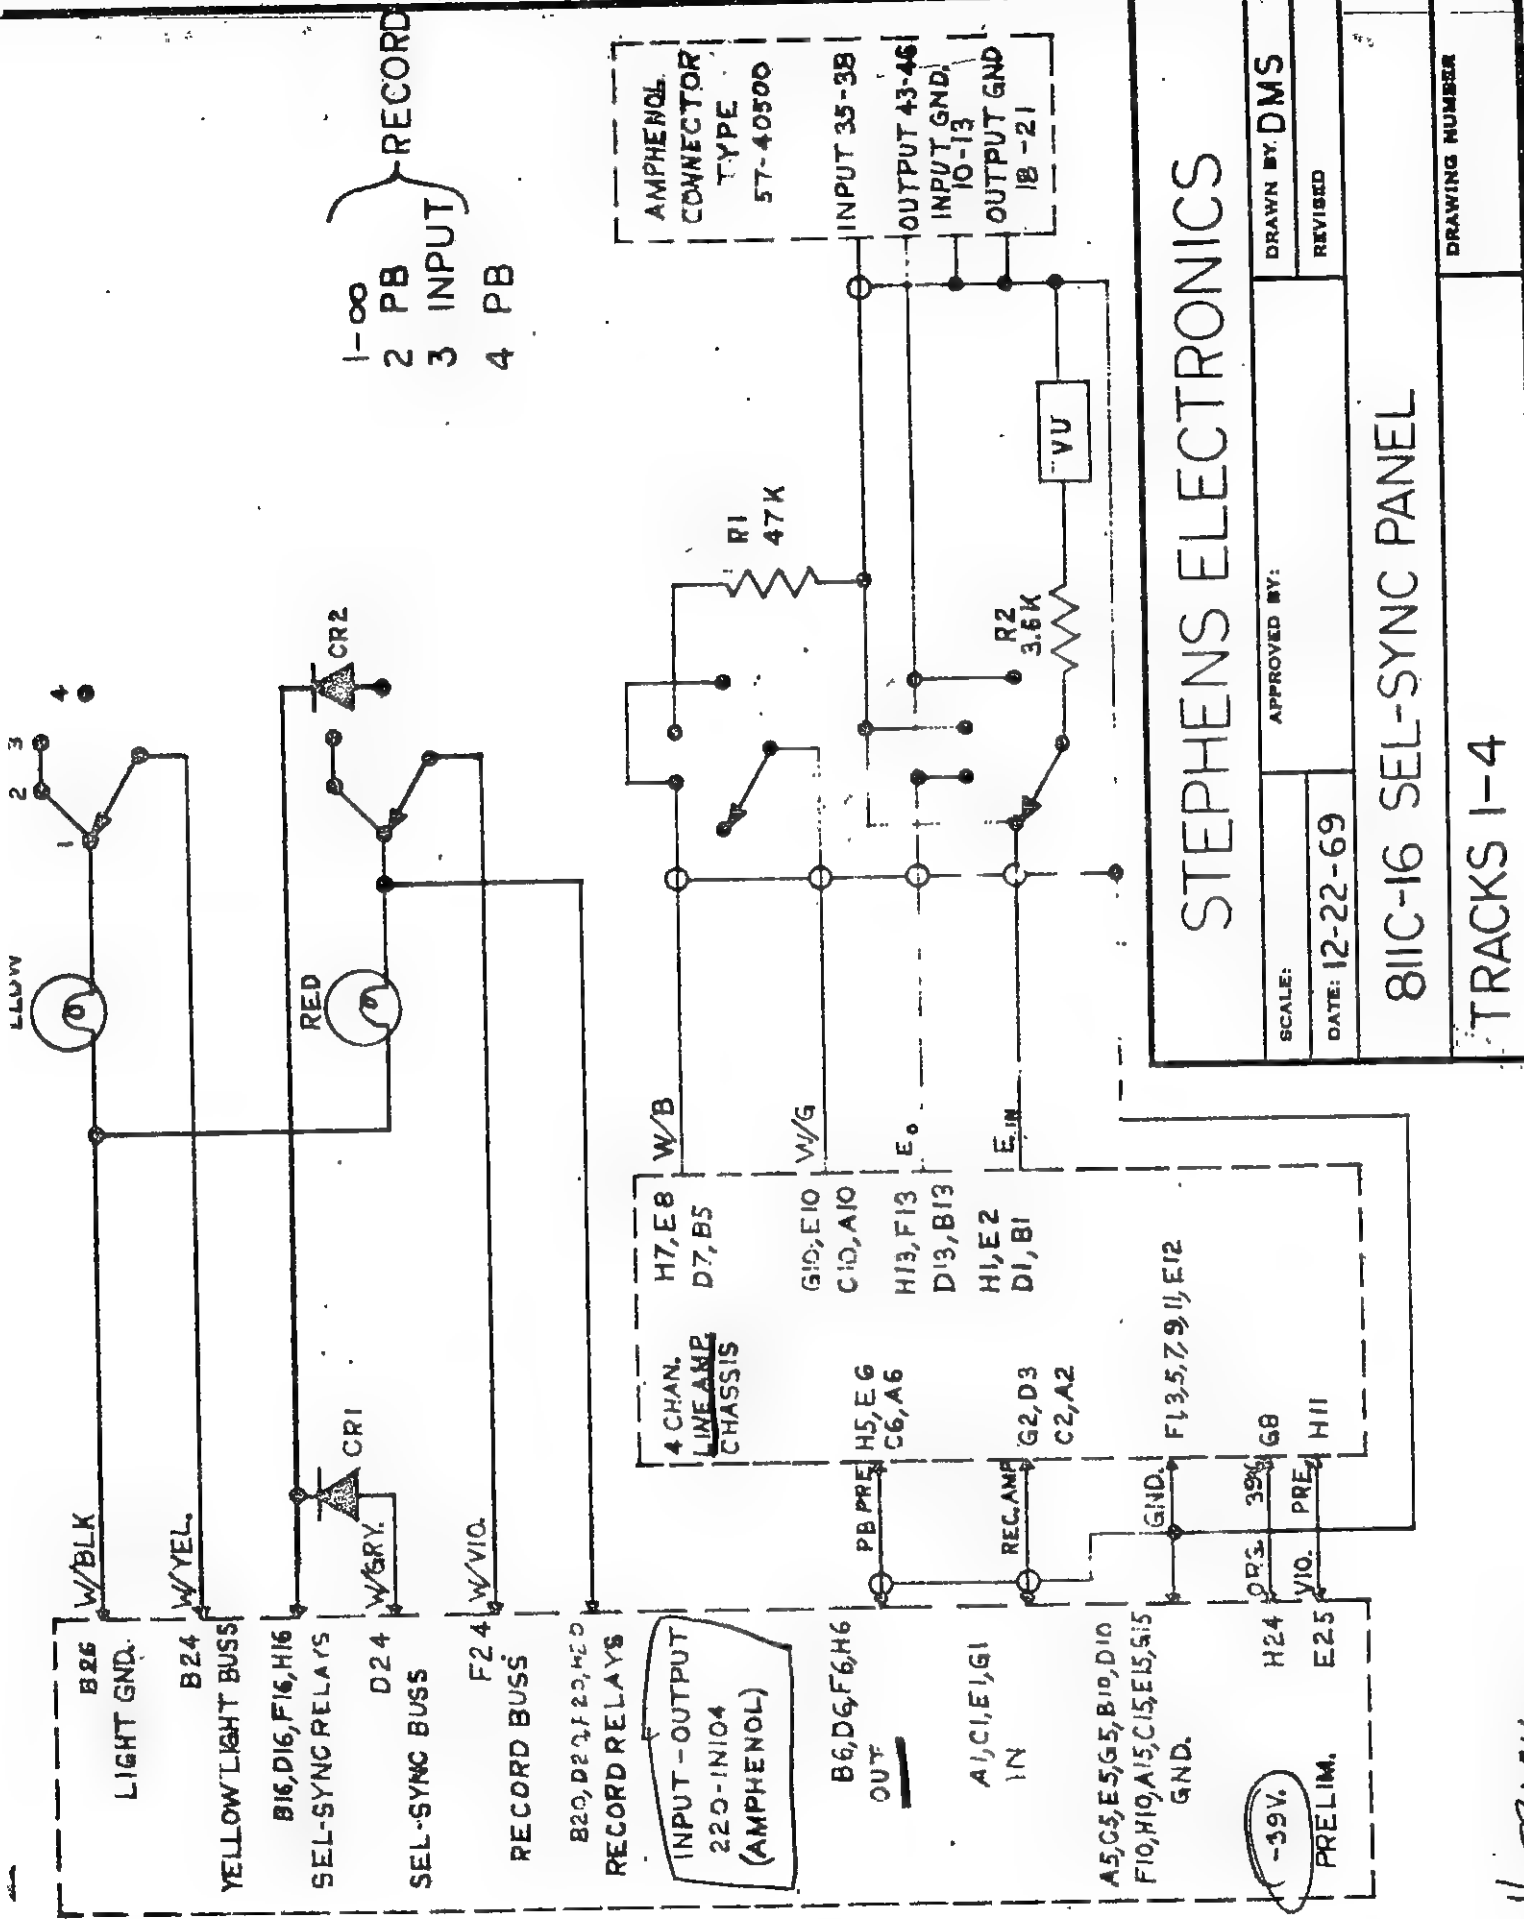 1-∞
2 PB
3 INPUT
4 PB
RECORD
1
2
3
4
RED
CR2
CR1
W/BLK
W/YEL.
W/GRY.
W/VIO.
B26
LIGHT GND.
B24
YELLOW LIGHT BUSS
B16,D16,F16,H16
SEL-SYNC RELAYS
D24
SEL-SYNC BUSS
F24
RECORD BUSS
RECORD RELAYS
INPUT-OUTPUT
220-1N104
(AMPHENOL)
B6,D6,F6,H6
OUT
A1,C1,E1,G1
IN
A5,C5,E5,G5,B10,D10
F10,H10,A15,C15,E15,G15
GND.
H24
-39V.
E25
PRELIM.
PB PRE
REC.AMP
GND.
ORG.
VIO.
PRE
4 CHAN.
LINE AMP.
CHASSIS
H5,E6
C6,A6
G2,D3
C2,A2
F1,3,5,7,9,11,E12
G8
H11
H7,E8
D7,B5
G10,E10
C10,A10
H13,F13
D13,B13
H1,E2
D1,B1
W/B
W/G
Eo
E IN
R1
47K
R2
3.6K
VU
AMPHENOL
CONNECTOR
TYPE
57-40500
INPUT 35-38
OUTPUT 43-46
INPUT GND.
10-13
OUTPUT GND
18-21
STEPHENS ELECTRONICS
SCALE:
APPROVED BY:
DRAWN BY. DMS
DATE: 12-22-69
REVISED
811C-16 SEL-SYNC PANEL
TRACKS 1-4
DRAWING NUMBER